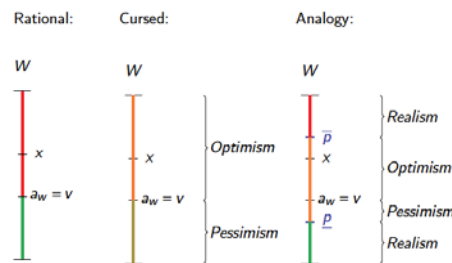 Rational: Cursed: Analogy:
W W W
Realism
p̅
x x x
Optimism Optimism
a_w = v a_w = v a_w = v
Pessimism
p̲
Pessimism Realism